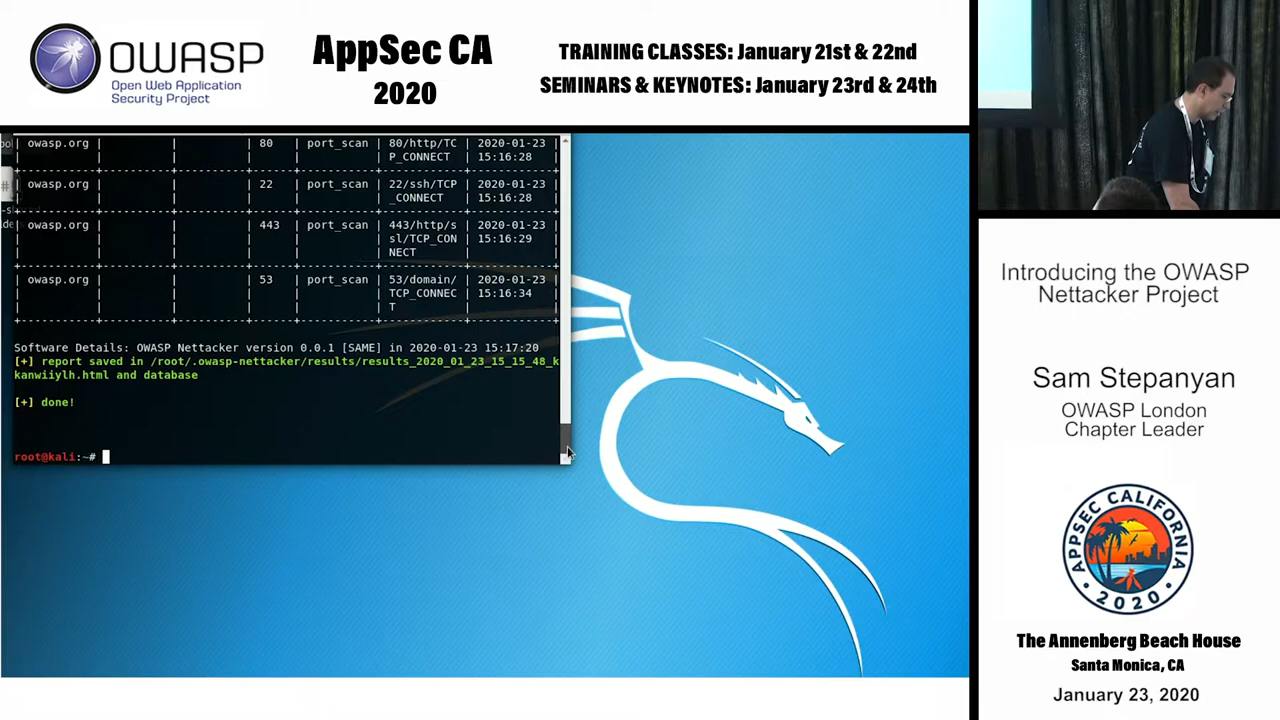 OWASP
Open Web Application
Security Project
AppSec CA
2020
TRAINING CLASSES: January 21st & 22nd
SEMINARS & KEYNOTES: January 23rd & 24th
| owasp.org | | | 80 | port_scan | 80/http/TC | 2020-01-23 |
| | | | | | P_CONNECT | 15:16:28 |
| owasp.org | | | 22 | port_scan | 22/ssh/TCP | 2020-01-23 |
| | | | | | _CONNECT | 15:16:28 |
| owasp.org | | | 443 | port_scan | 443/http/s | 2020-01-23 |
| | | | | | sl/TCP_CON | 15:16:29 |
| | | | | | NECT | |
| owasp.org | | | 53 | port_scan | 53/domain/ | 2020-01-23 |
| | | | | | TCP_CONNEC | 15:16:34 |
| | | | | | T | |
Software Details: OWASP Nettacker version 0.0.1 [SAME] in 2020-01-23 15:17:20
[+] report saved in /root/.owasp-nettacker/results/results_2020_01_23_15_15_48_k
kanwiiylh.html and database
[+] done!
root@kali:~#
Introducing the OWASP
Nettacker Project
Sam Stepanyan
OWASP London
Chapter Leader
APPSEC CALIFORNIA
• 2020 •
The Annenberg Beach House
Santa Monica, CA
January 23, 2020